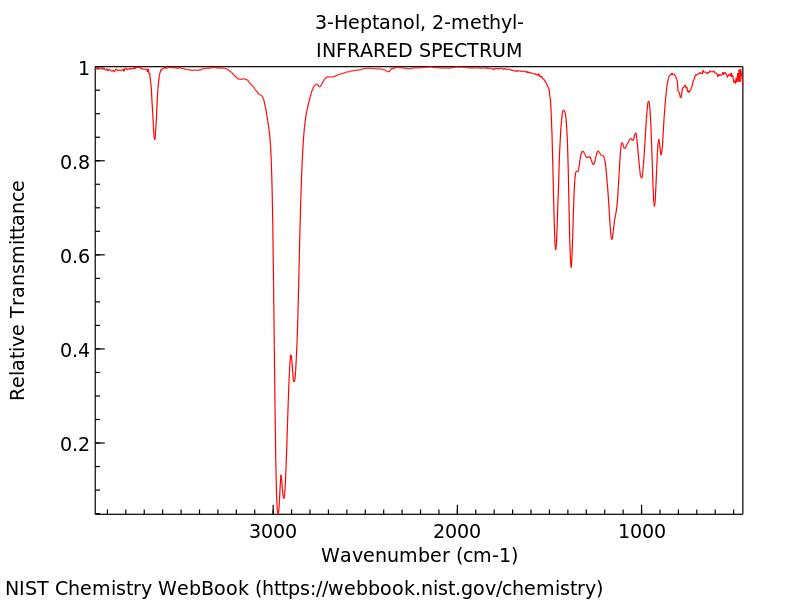 3-Heptanol, 2-methyl-
INFRARED SPECTRUM
1
0.8
0.6
0.4
0.2
Relative Transmittance
3000 2000 1000
Wavenumber (cm-1)
NIST Chemistry WebBook (https://webbook.nist.gov/chemistry)